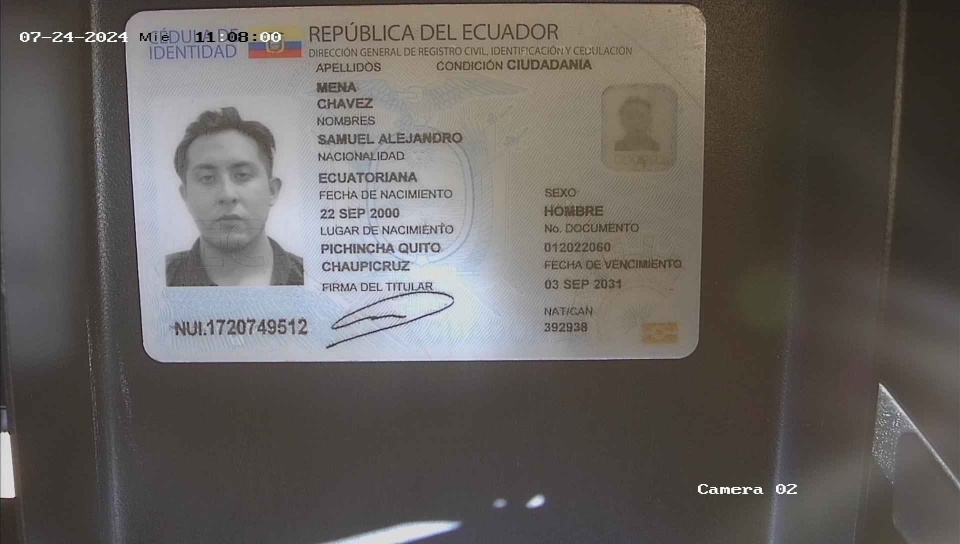 07-24-2024 Mie 11:08:00
CÉDULA DE
IDENTIDAD
REPÚBLICA DEL ECUADOR
DIRECCIÓN GENERAL DE REGISTRO CIVIL, IDENTIFICACIÓN Y CEDULACIÓN
APELLIDOS
CONDICIÓN CIUDADANIA
MENA
CHAVEZ
NOMBRES
SAMUEL ALEJANDRO
NACIONALIDAD
ECUATORIANA
FECHA DE NACIMIENTO
22 SEP 2000
LUGAR DE NACIMIENTO
PICHINCHA QUITO
CHAUPICRUZ
FIRMA DEL TITULAR
SEXO
HOMBRE
No. DOCUMENTO
012022060
FECHA DE VENCIMIENTO
03 SEP 2031
NAT/CAN
392938
NUI.1720749512
Camera 02